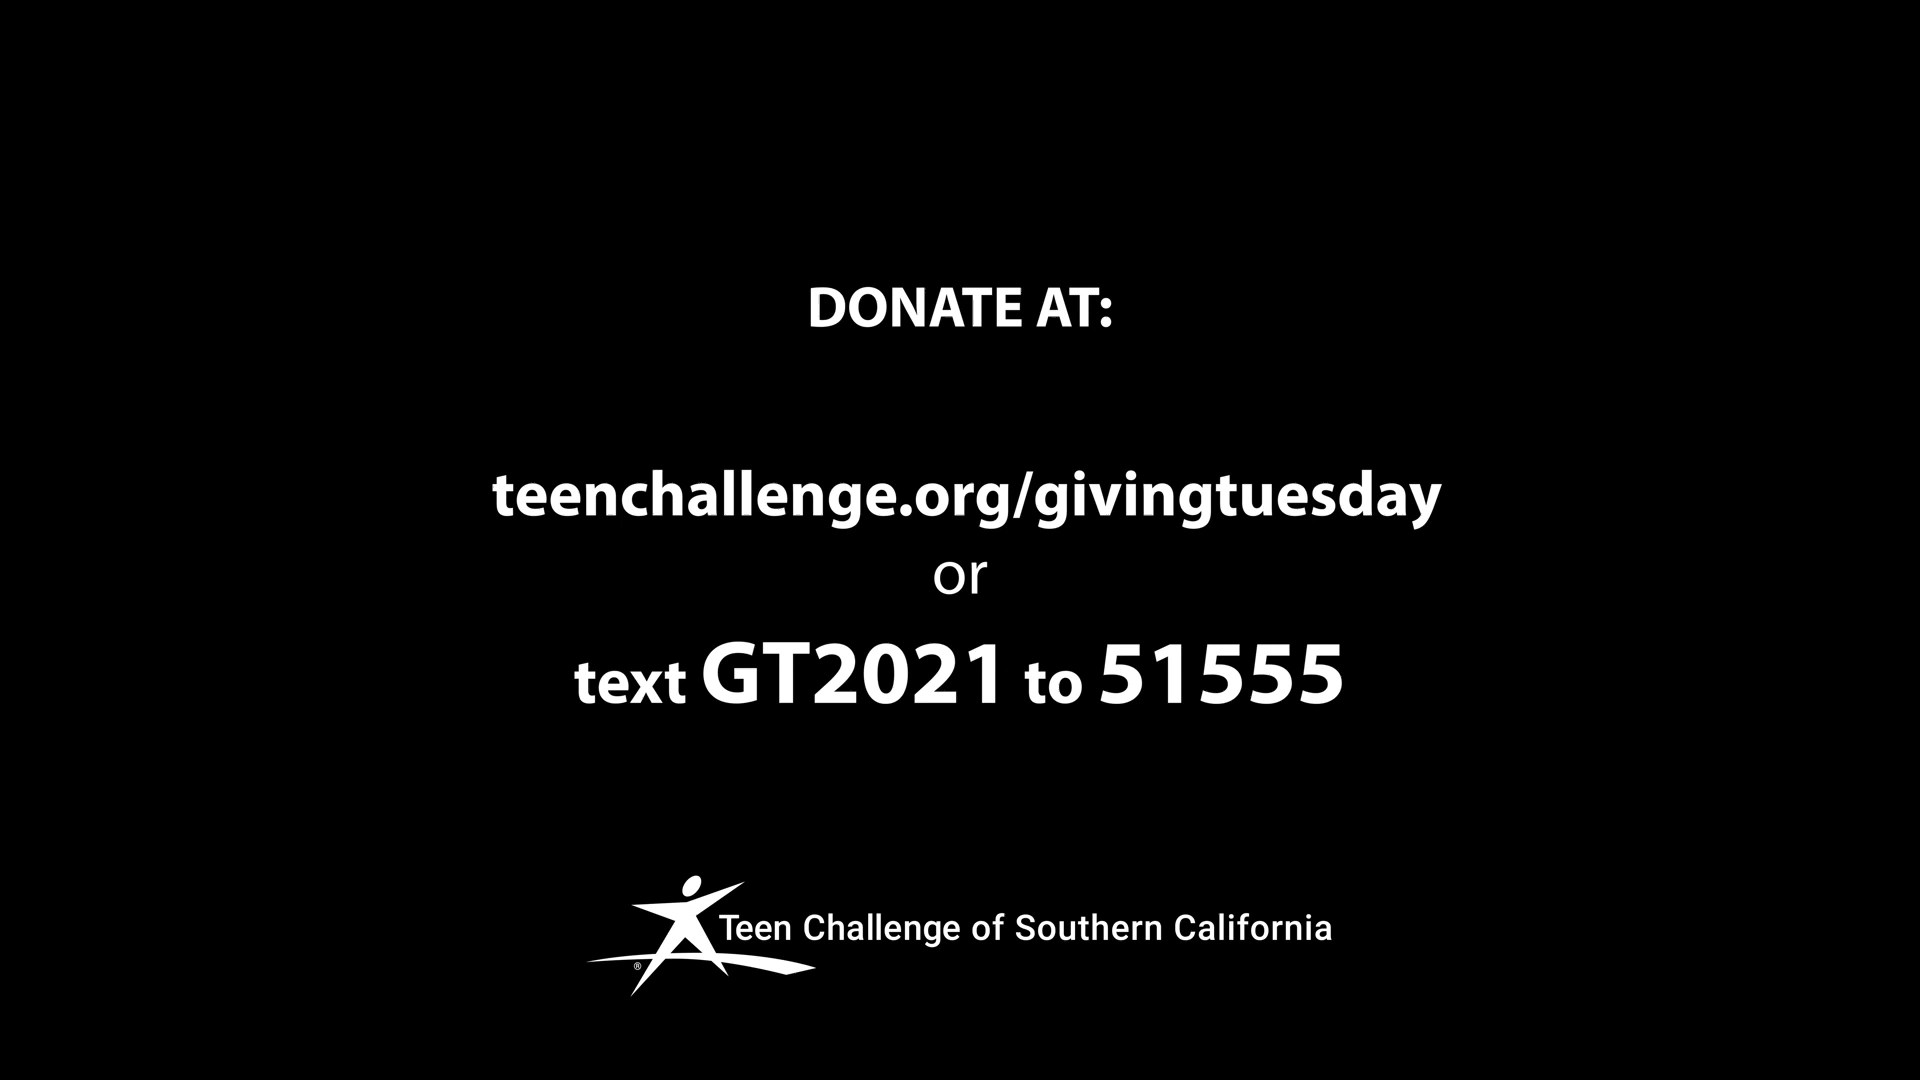 DONATE AT:
teenchallenge.org/givingtuesday
or
text GT2021 to 51555
Teen Challenge of Southern California
®